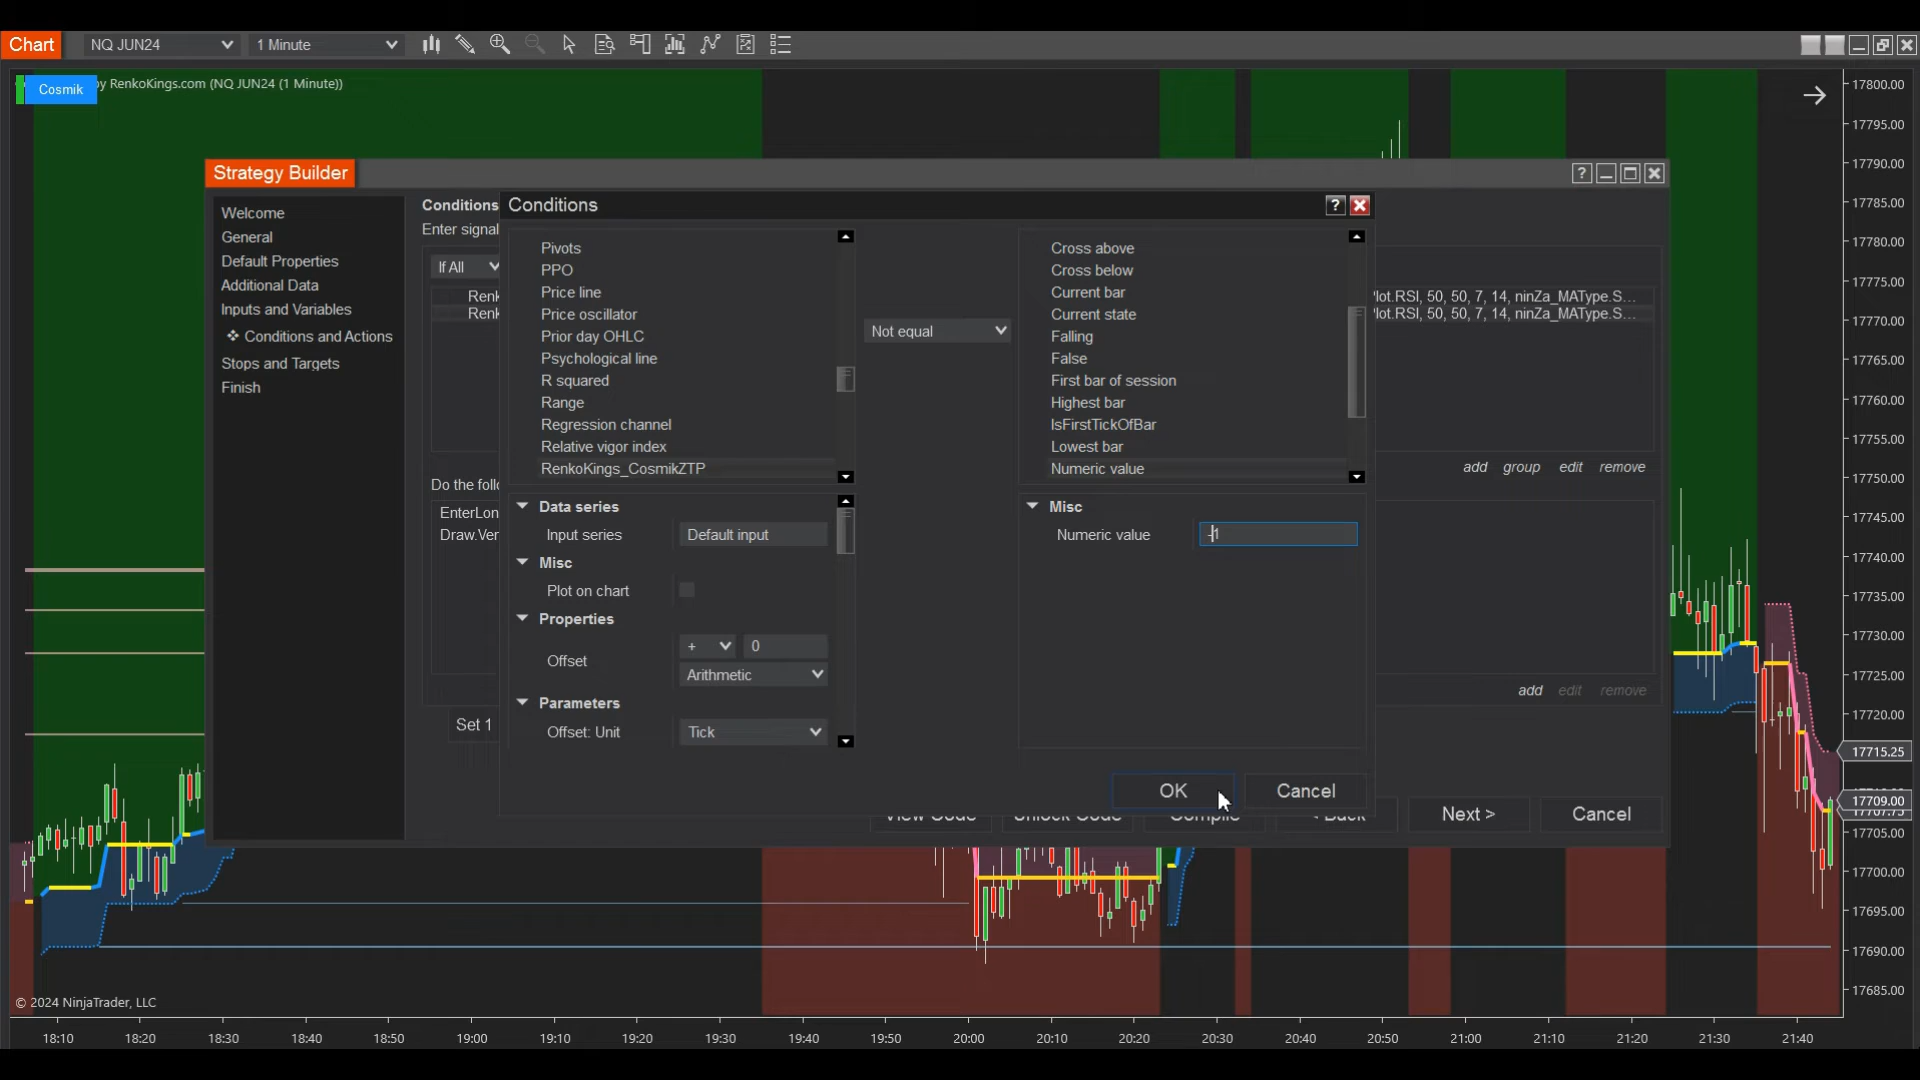 Chart
NQ JUN24
1 Minute
Cosmik
by RenkoKings.com (NQ JUN24 (1 Minute))
Strategy Builder
?
Welcome
General
Default Properties
Additional Data
Inputs and Variables
❖ Conditions and Actions
Stops and Targets
Finish
Conditions
Enter signal
If All
Renk
Renk
Do the follo
EnterLon
Draw.Ver
Set 1
Conditions
?
Pivots
PPO
Price line
Price oscillator
Prior day OHLC
Psychological line
R squared
Range
Regression channel
Relative vigor index
RenkoKings_CosmikZTP
Not equal
Cross above
Cross below
Current bar
Current state
Falling
False
First bar of session
Highest bar
IsFirstTickOfBar
Lowest bar
Numeric value
Data series
Input series
Default input
Misc
Plot on chart
Properties
Offset
+
0
Arithmetic
Parameters
Offset: Unit
Tick
Misc
Numeric value
-1
OK
Cancel
Plot.RSI, 50, 50, 7, 14, ninZa_MAType.S...
Plot.RSI, 50, 50, 7, 14, ninZa_MAType.S...
add group edit remove
add edit remove
View Code
Unlock Code
Compile
< Back
Next >
Cancel
17800.00
17795.00
17790.00
17785.00
17780.00
17775.00
17770.00
17765.00
17760.00
17755.00
17750.00
17745.00
17740.00
17735.00
17730.00
17725.00
17720.00
17715.25
17709.00
17705.00
17700.00
17695.00
17690.00
17685.00
© 2024 NinjaTrader, LLC
18:10 18:20 18:30 18:40 18:50 19:00 19:10 19:20 19:30 19:40 19:50 20:00 20:10 20:20 20:30 20:40 20:50 21:00 21:10 21:20 21:30 21:40